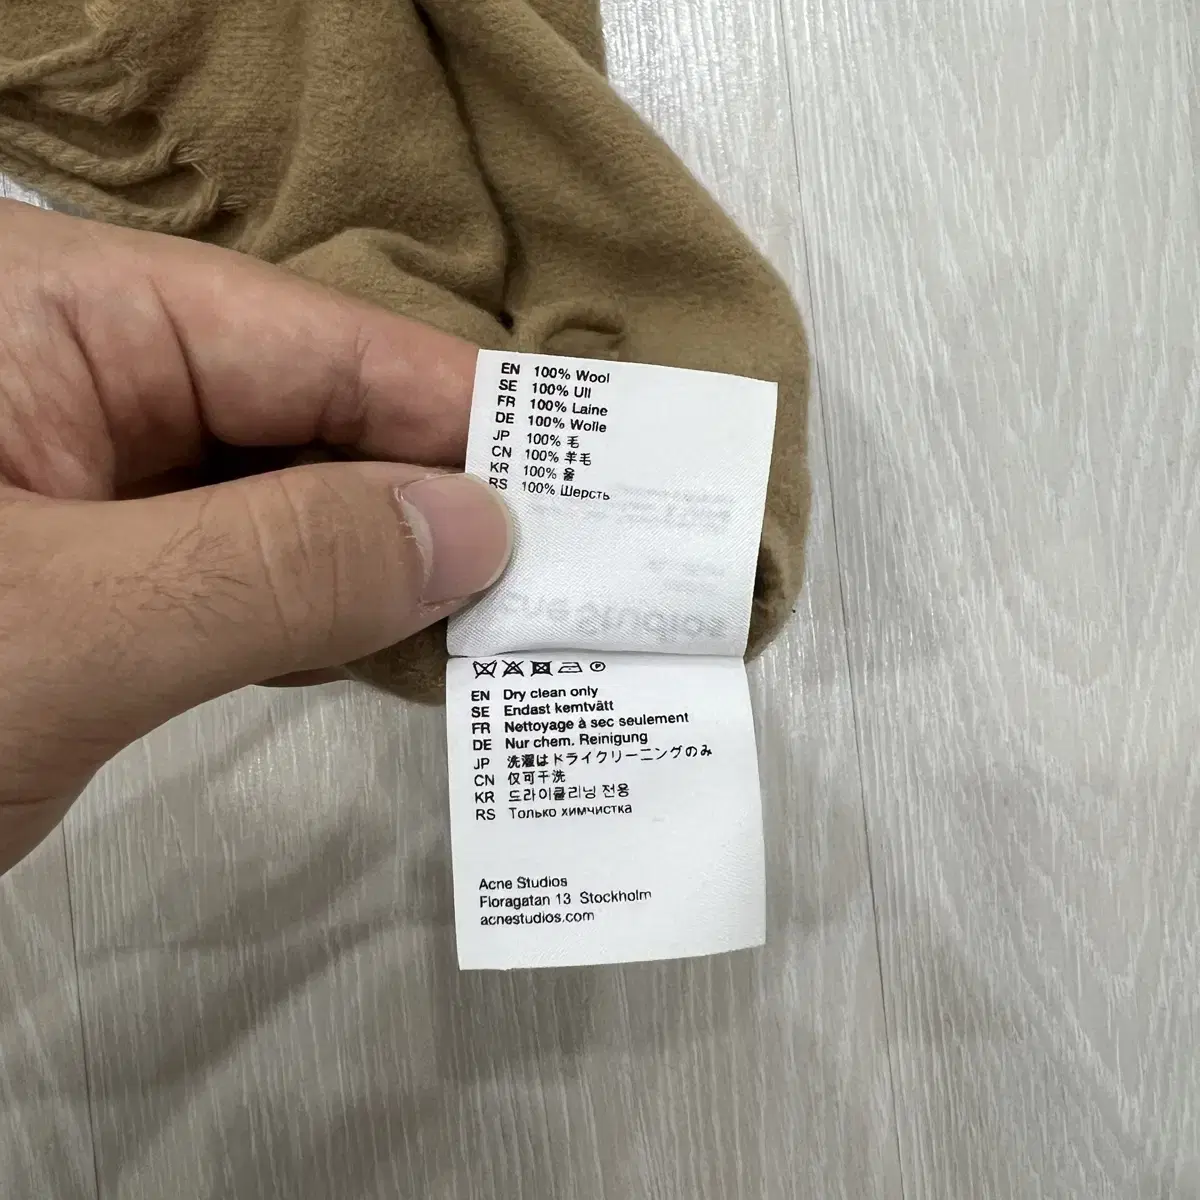 EN 100% Wool
SE 100% Ull
FR 100% Laine
DE 100% Wolle
JP 100% 毛
CN 100% 羊毛
KR 100% 울
RS 100% Шерсть
EN Dry clean only
SE Endast kemtvätt
FR Nettoyage à sec seulement
DE Nur chem. Reinigung
JP 洗濯はドライクリーニングのみ
CN 仅可干洗
KR 드라이클리닝 전용
RS Только химчистка
Acne Studios
Floragatan 13 Stockholm
acnestudios.com